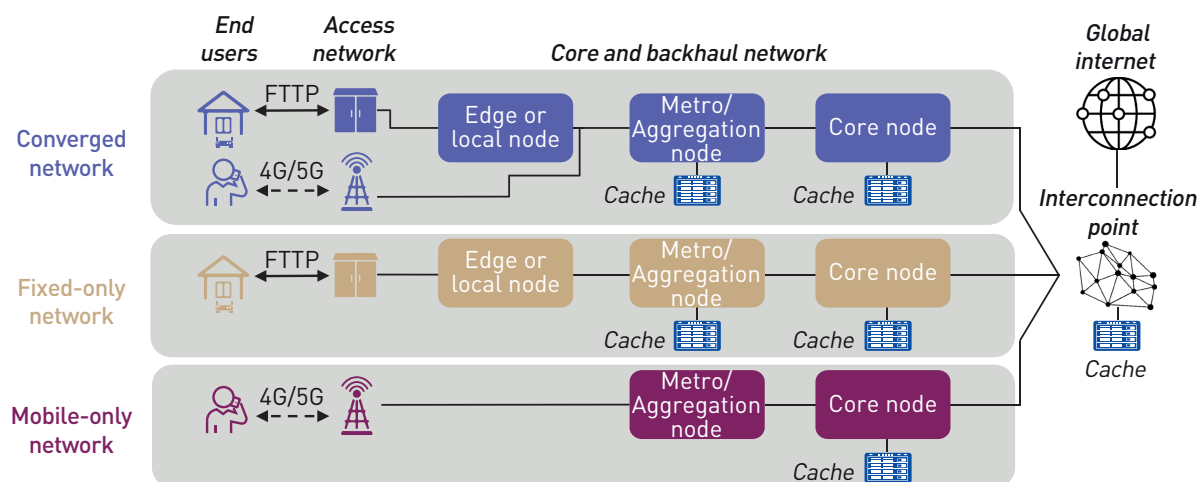 End
users
Access
network
Core and backhaul network
Global
internet
Converged
network
FTTP
4G/5G
Edge or
local node
Metro/
Aggregation
node
Core node
Cache
Cache
Interconnection
point
Fixed-only
network
FTTP
Edge or
local node
Metro/
Aggregation
node
Core node
Cache
Cache
Cache
Mobile-only
network
4G/5G
Metro/
Aggregation
node
Core node
Cache